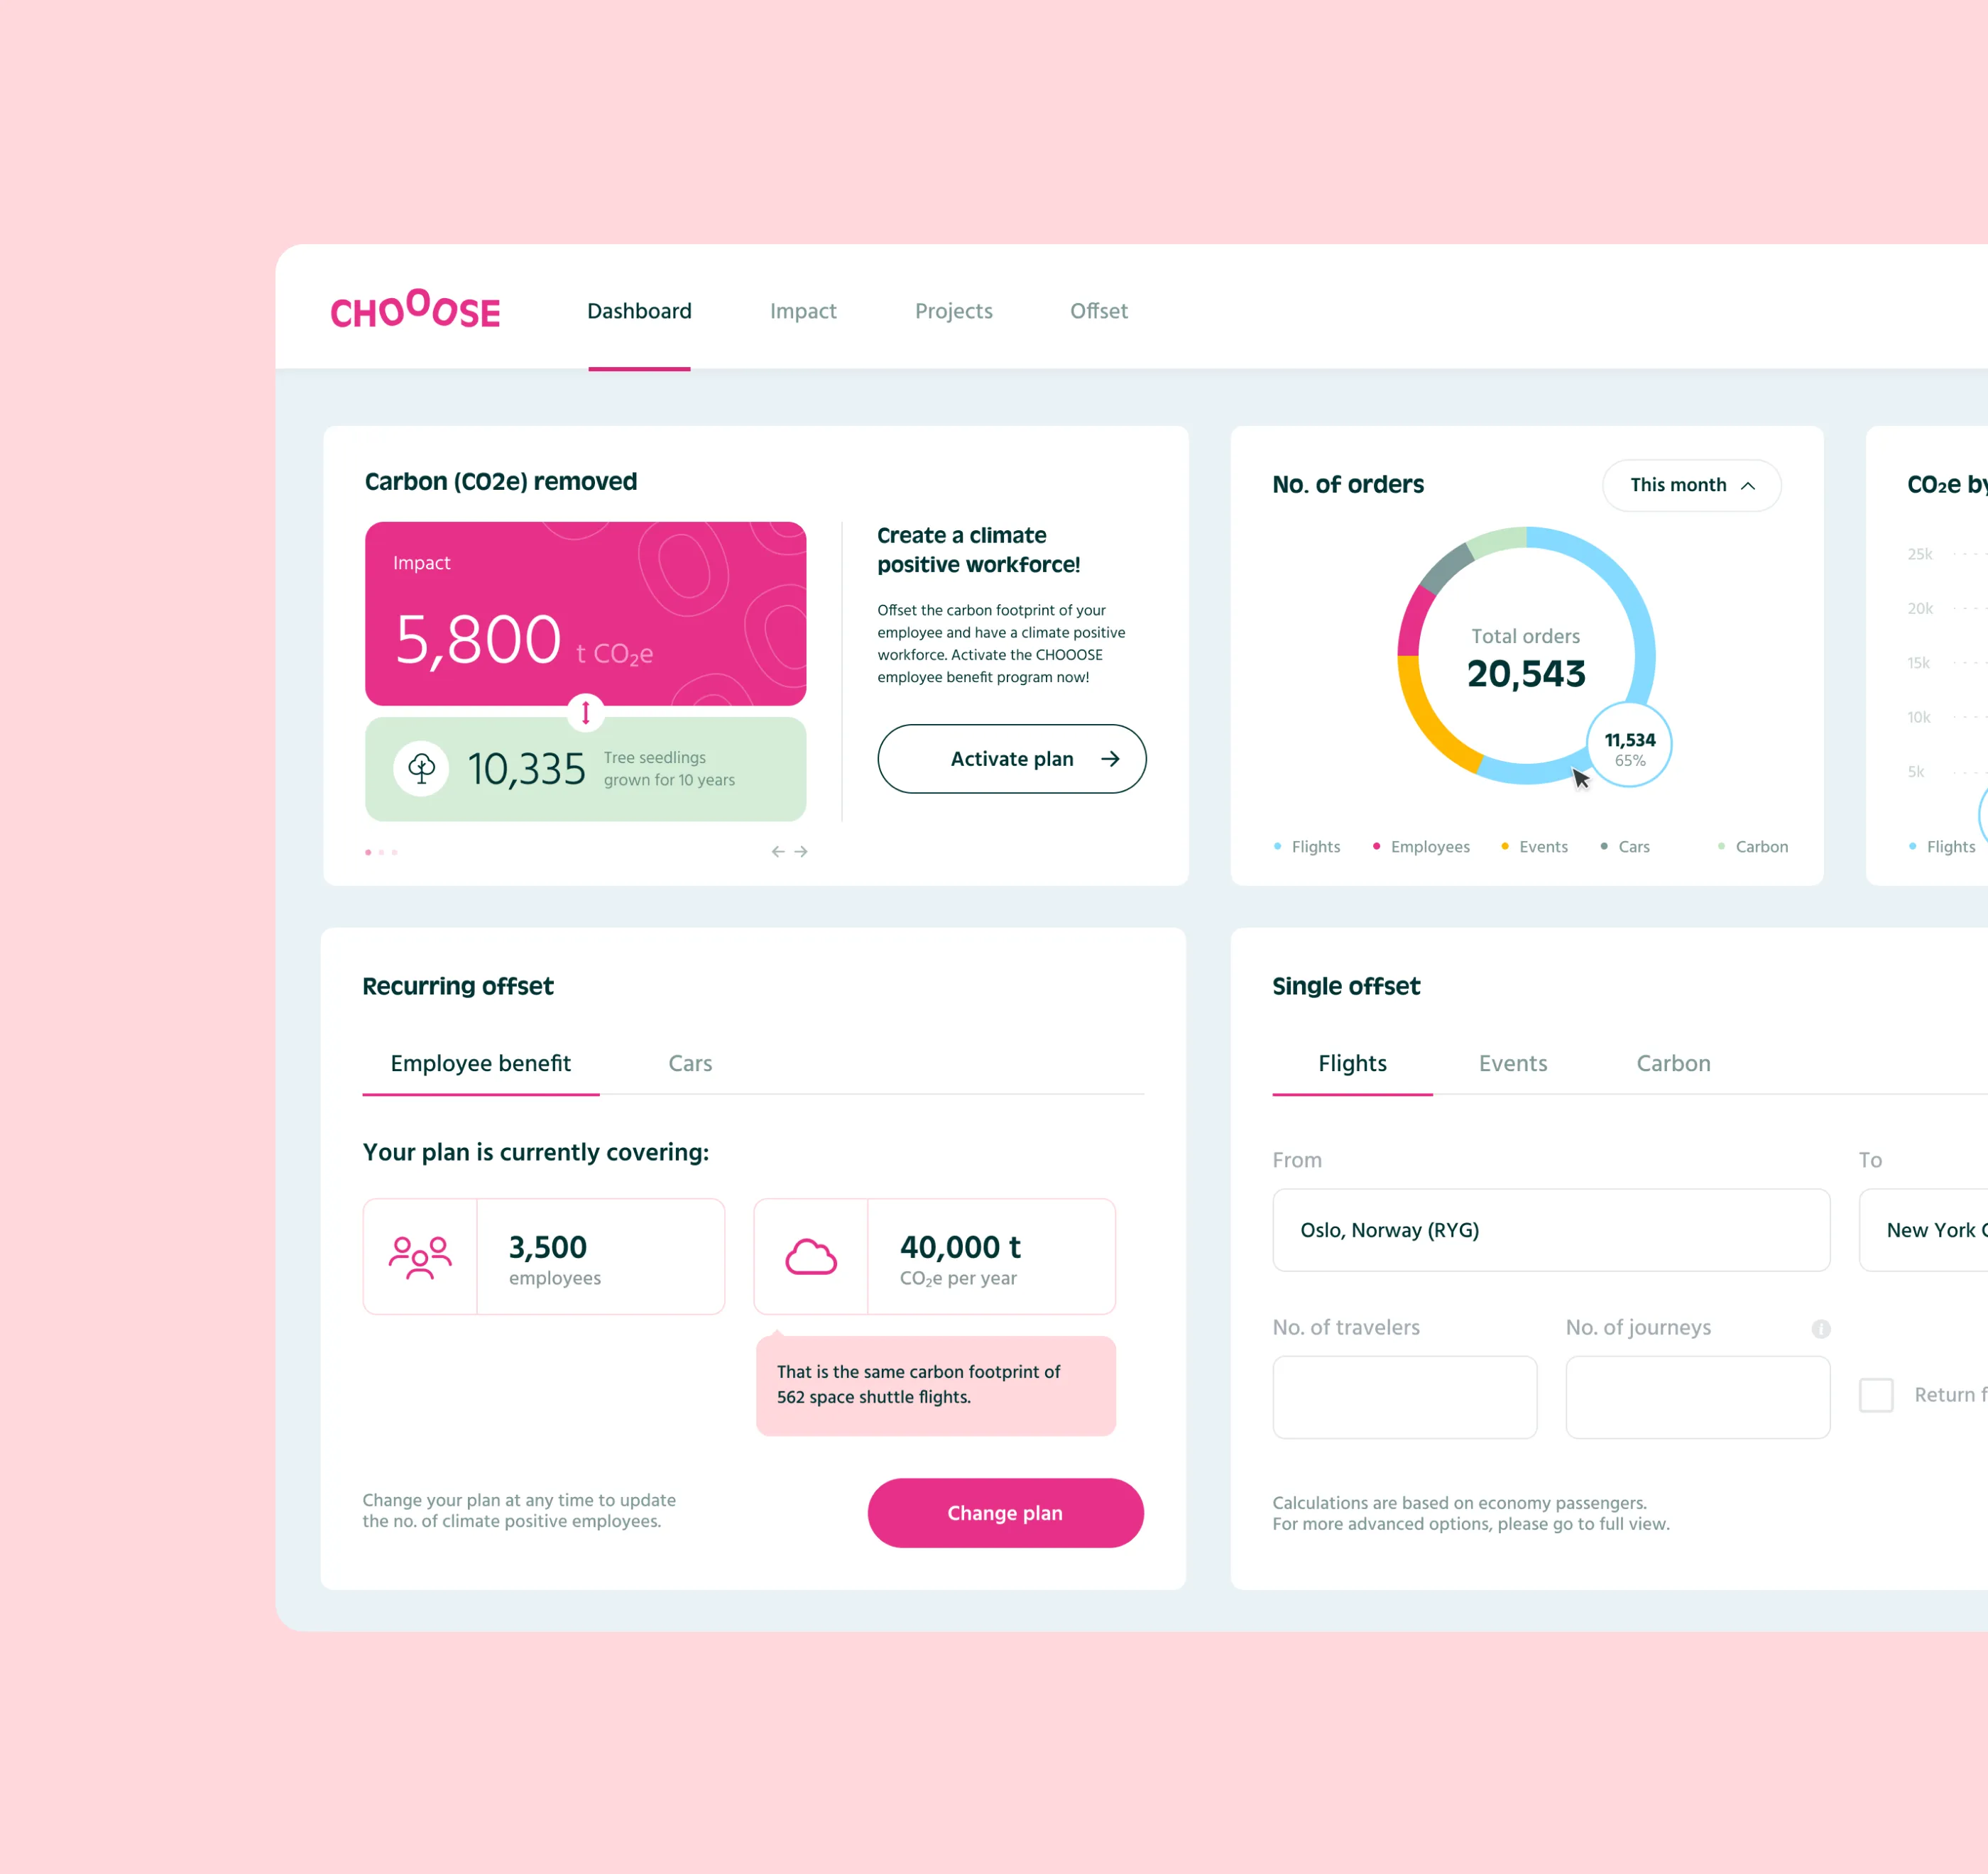 CHOOOSE
Dashboard
Impact
Projects
Offset
Carbon (CO2e) removed
Impact
5,800 t CO₂e
10,335
Tree seedlings
grown for 10 years
Create a climate
positive workforce!
Offset the carbon footprint of your
employee and have a climate positive
workforce. Activate the CHOOOSE
employee benefit program now!
Activate plan
No. of orders
This month
Total orders
20,543
11,534
65%
Flights
Employees
Events
Cars
Carbon
CO₂e by
25k
20k
15k
10k
5k
Flights
Recurring offset
Employee benefit
Cars
Your plan is currently covering:
3,500
employees
40,000 t
CO₂e per year
That is the same carbon footprint of
562 space shuttle flights.
Change your plan at any time to update
the no. of climate positive employees.
Change plan
Single offset
Flights
Events
Carbon
From
To
Oslo, Norway (RYG)
New York
No. of travelers
No. of journeys
i
Return
Calculations are based on economy passengers.
For more advanced options, please go to full view.